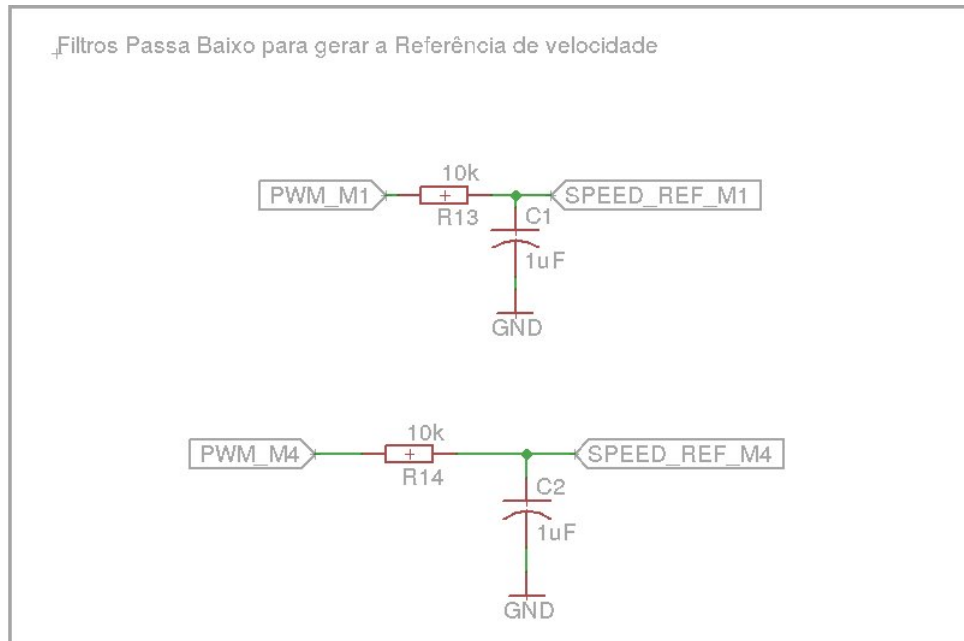 Filtros Passa Baixo para gerar a Referência de velocidade
10k
PWM_M1
SPEED_REF_M1
R13
C1
1uF
GND
10k
PWM_M4
SPEED_REF_M4
R14
C2
1uF
GND